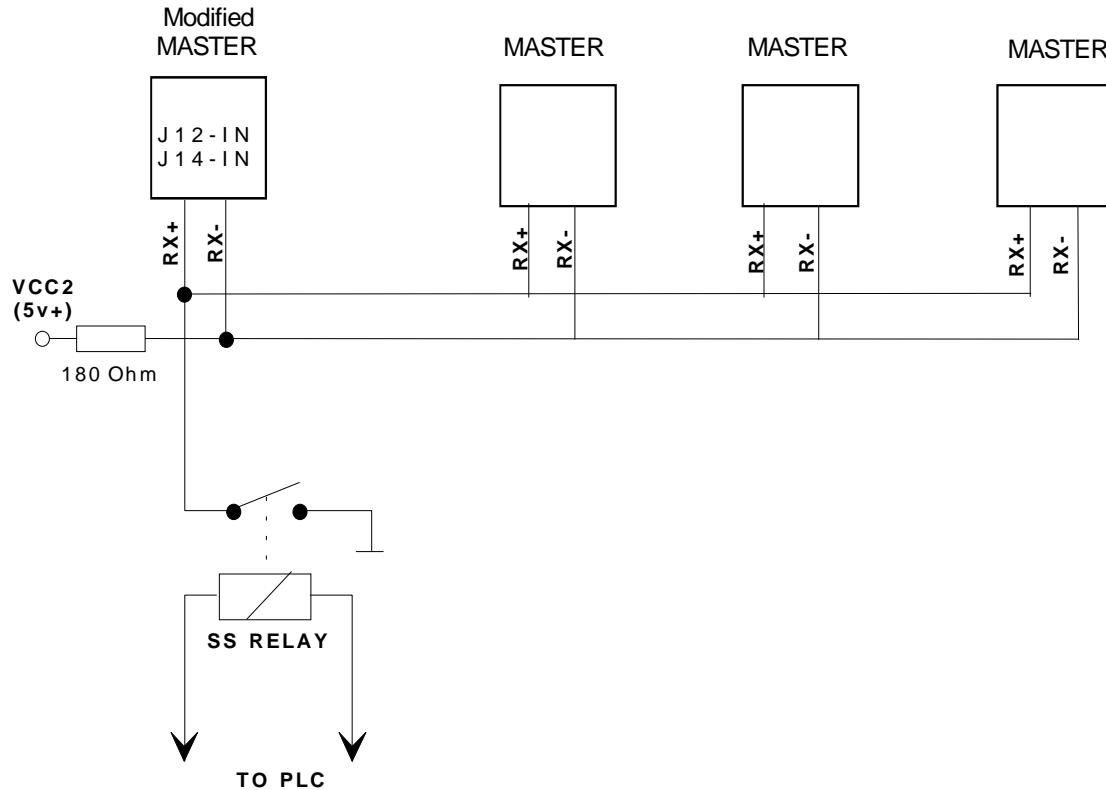 Modified
MASTER
MASTER
MASTER
MASTER
J12-IN
J14-IN
RX+
RX-
RX+
RX-
RX+
RX-
RX+
RX-
VCC2
(5v+)
180 Ohm
SS RELAY
TO PLC